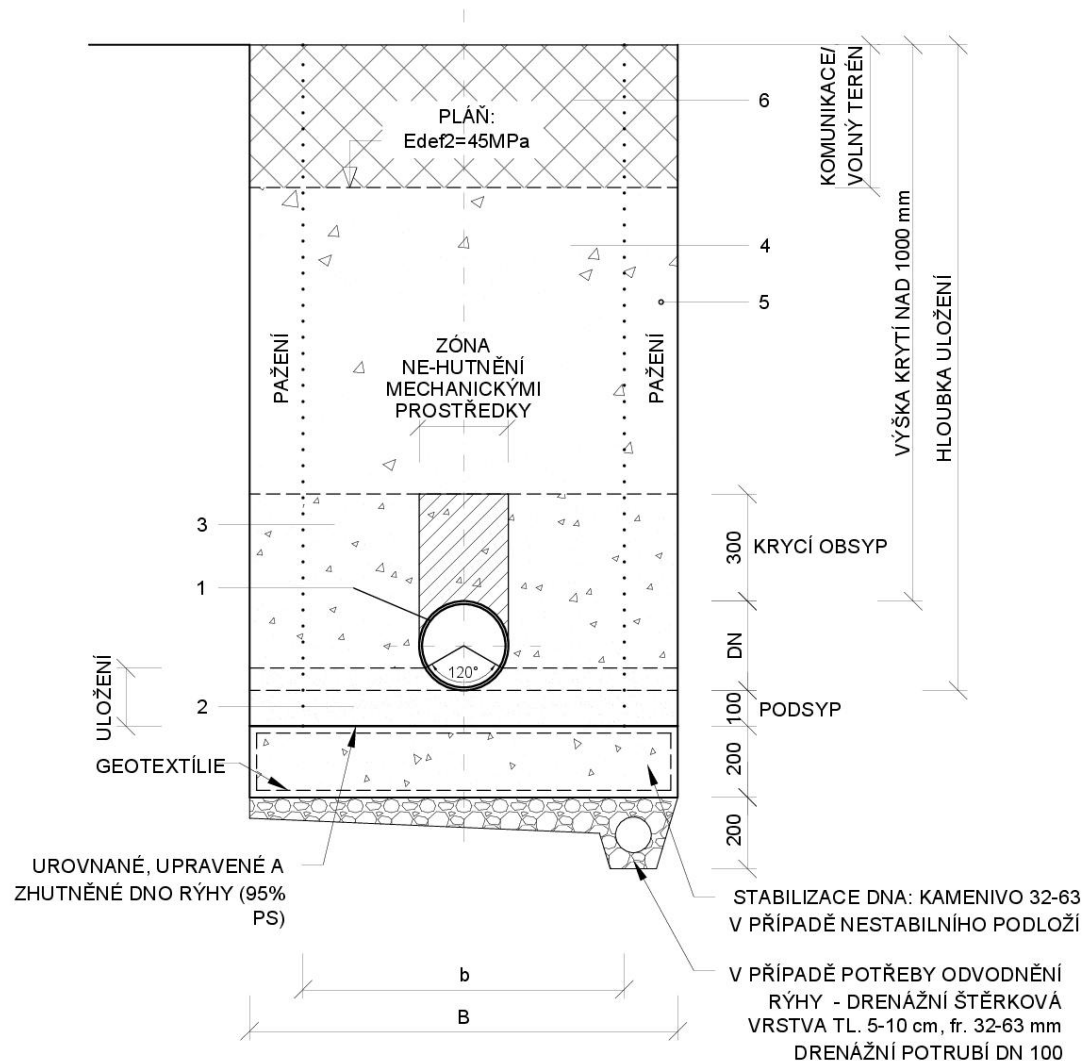 PLÁŇ:
Edef2=45MPa
6
KOMUNIKACE/
VOLNÝ TERÉN
4
5
VÝŠKA KRYTÍ NAD 1000 mm
HLOUBKA ULOŽENÍ
PAŽENÍ
ZÓNA
NE-HUTNĚNÍ
MECHANICKÝMI
PROSTŘEDKY
PAŽENÍ
3
300
KRYCÍ OBSYP
1
DN
120°
ULOŽENÍ
2
100
PODSYP
GEOTEXTÍLIE
200
200
UROVNANÉ, UPRAVENÉ A
ZHUTNĚNÉ DNO RÝHY (95%
PS)
STABILIZACE DNA: KAMENIVO 32-63
V PŘÍPADĚ NESTABILNÍHO PODLOŽÍ
b
B
V PŘÍPADĚ POTŘEBY ODVODNĚNÍ
RÝHY - DRENÁŽNÍ ŠTĚRKOVÁ
VRSTVA TL. 5-10 cm, fr. 32-63 mm
DRENÁŽNÍ POTRUBÍ DN 100